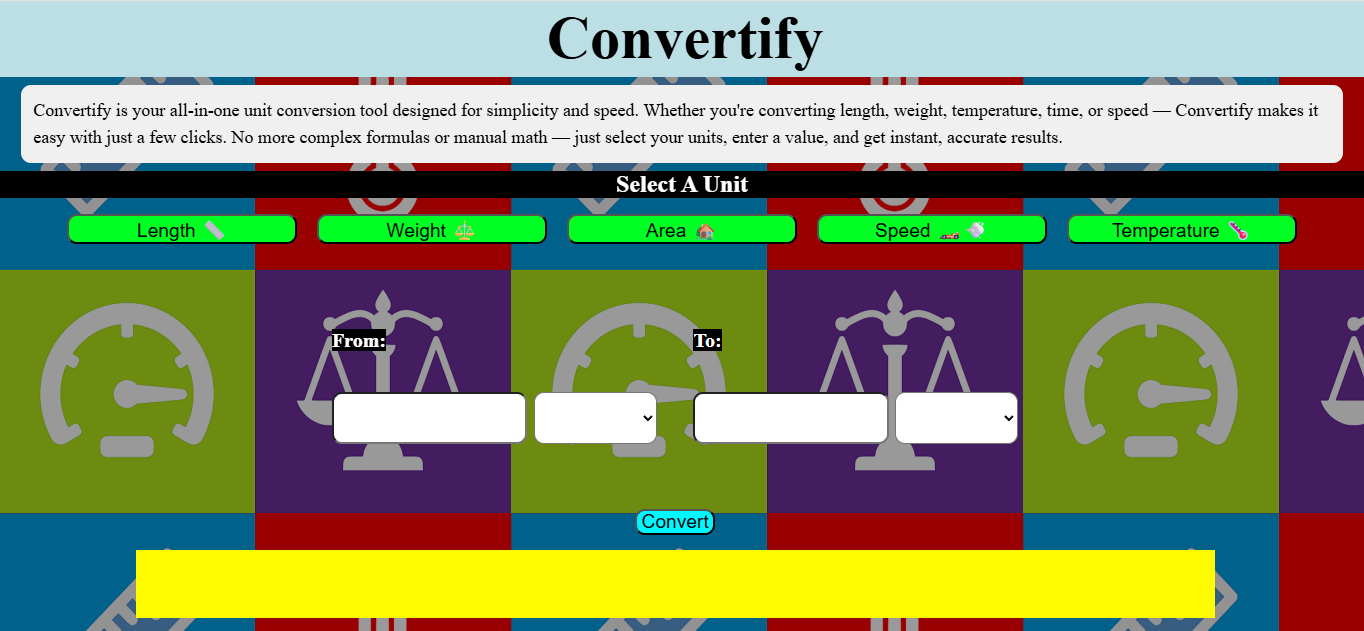 Convertify
Convertify is your all-in-one unit conversion tool designed for simplicity and speed. Whether you're converting length, weight, temperature, time, or speed — Convertify makes it
easy with just a few clicks. No more complex formulas or manual math — just select your units, enter a value, and get instant, accurate results.
Select A Unit
Length 📏 Weight ⚖️ Area 🏠 Speed 🏎️💨 Temperature 🌡️
From: To:
Convert